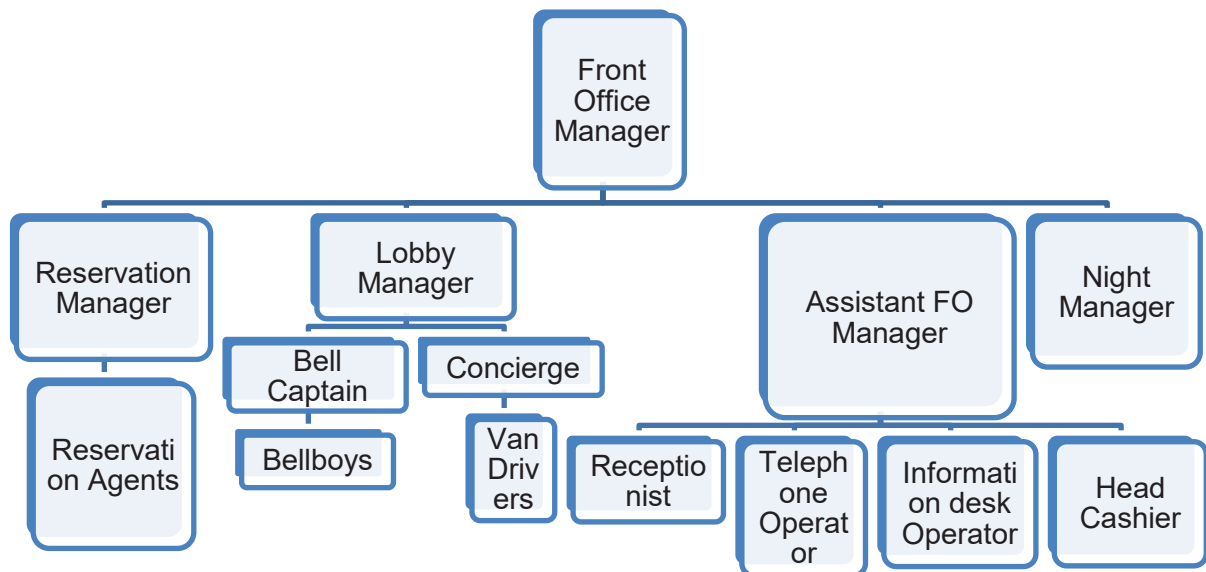 Front
Office
Manager
Reservation
Manager
Lobby
Manager
Assistant FO
Manager
Night
Manager
Bell
Captain
Concierge
Reservati
on Agents
Bellboys
Van
Driv
ers
Receptio
nist
Teleph
one
Operat
or
Informati
on desk
Operator
Head
Cashier